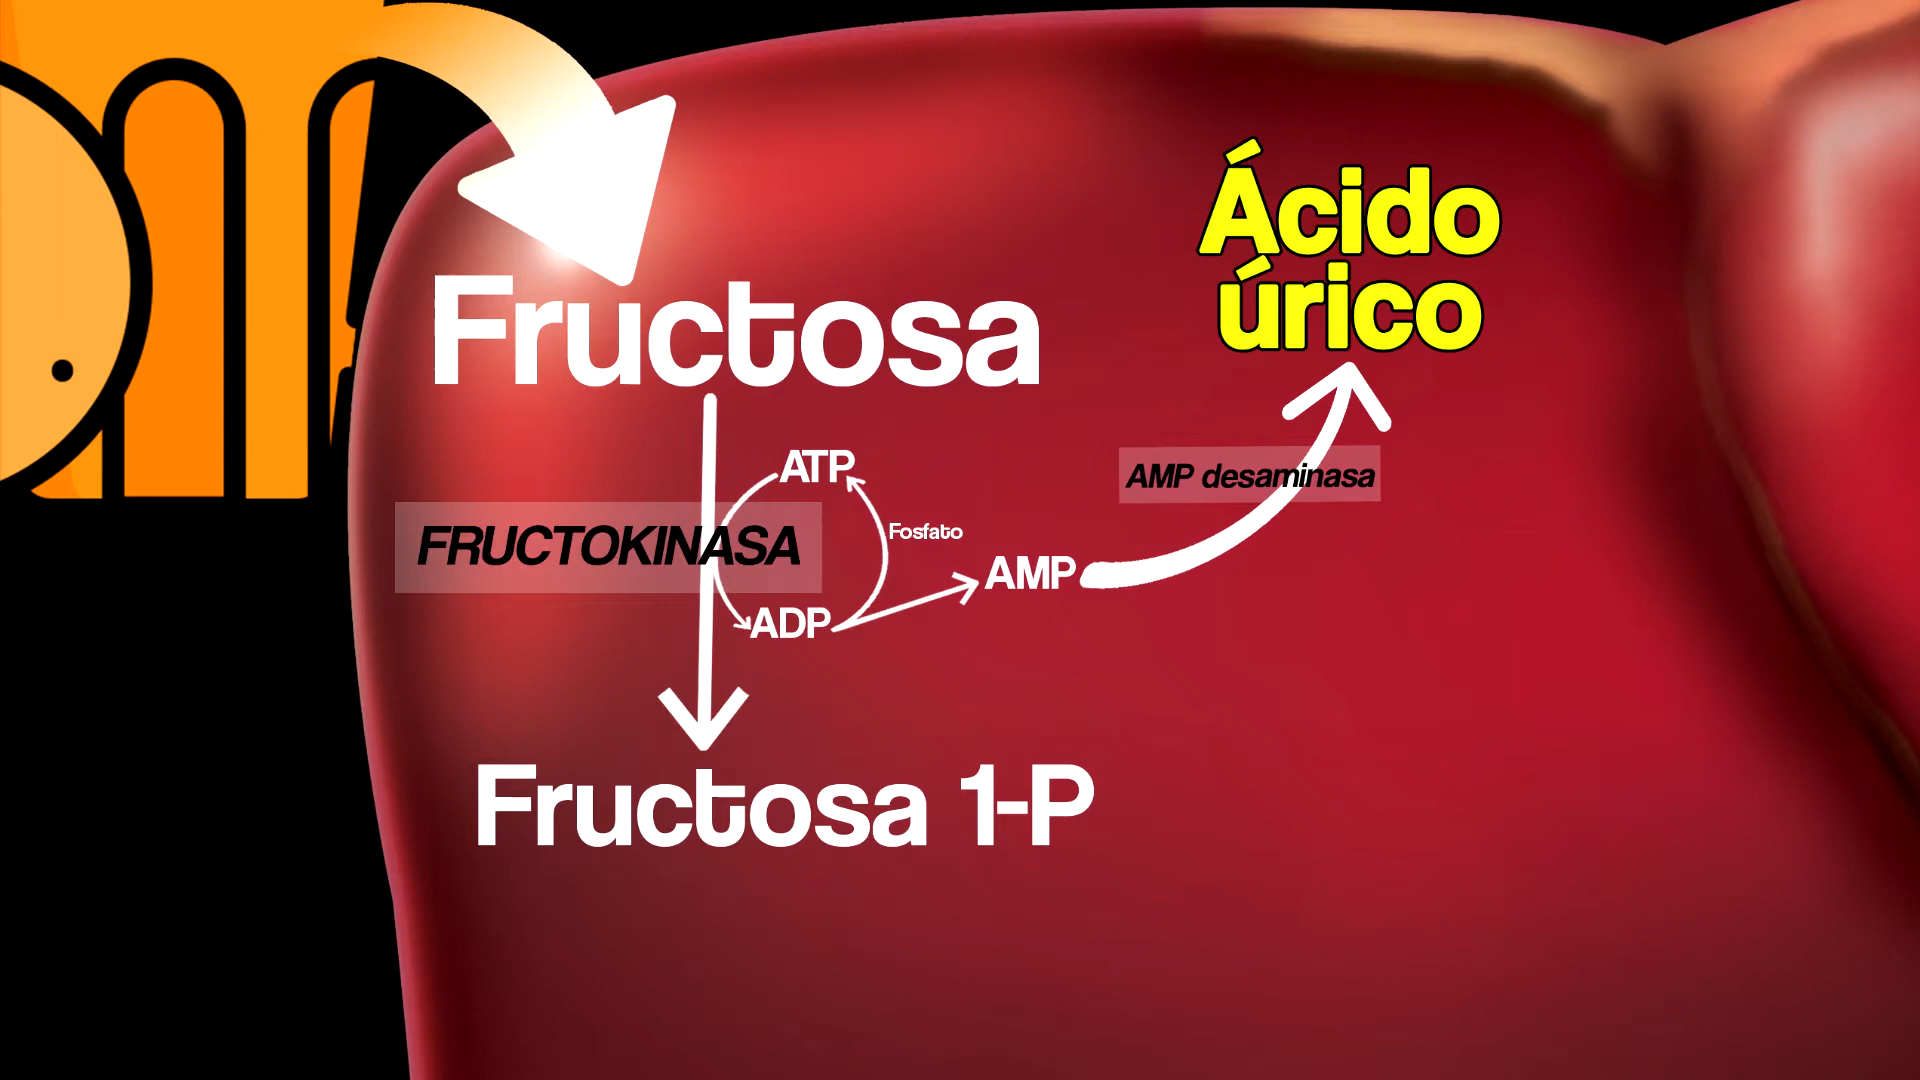 Ácido
úrico
Fructosa
ATP
AMP desaminasa
Fosfato
FRUCTOKINASA
AMP
ADP
Fructosa 1-P